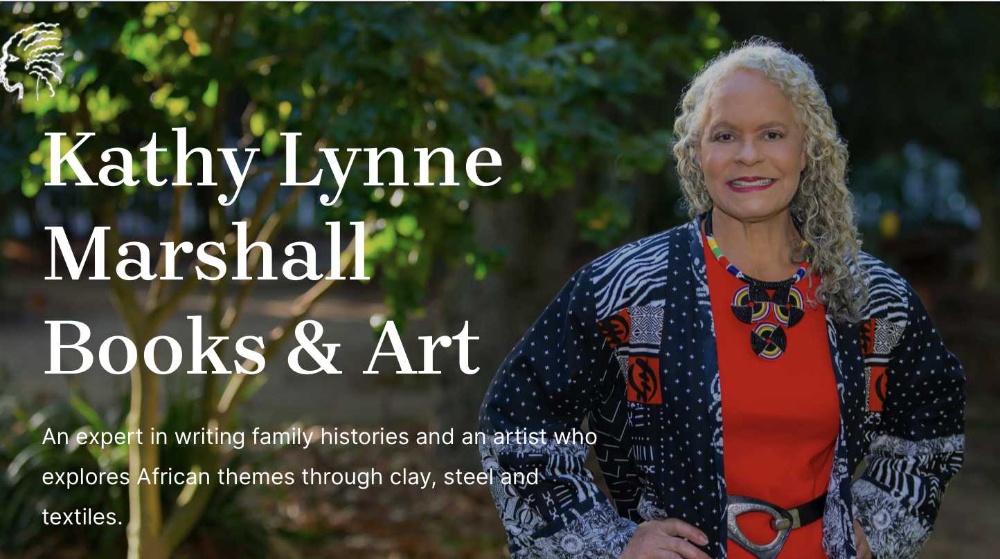 Kathy Lynne
Marshall
Books & Art
An expert in writing family histories and an artist who
explores African themes through clay, steel and
textiles.